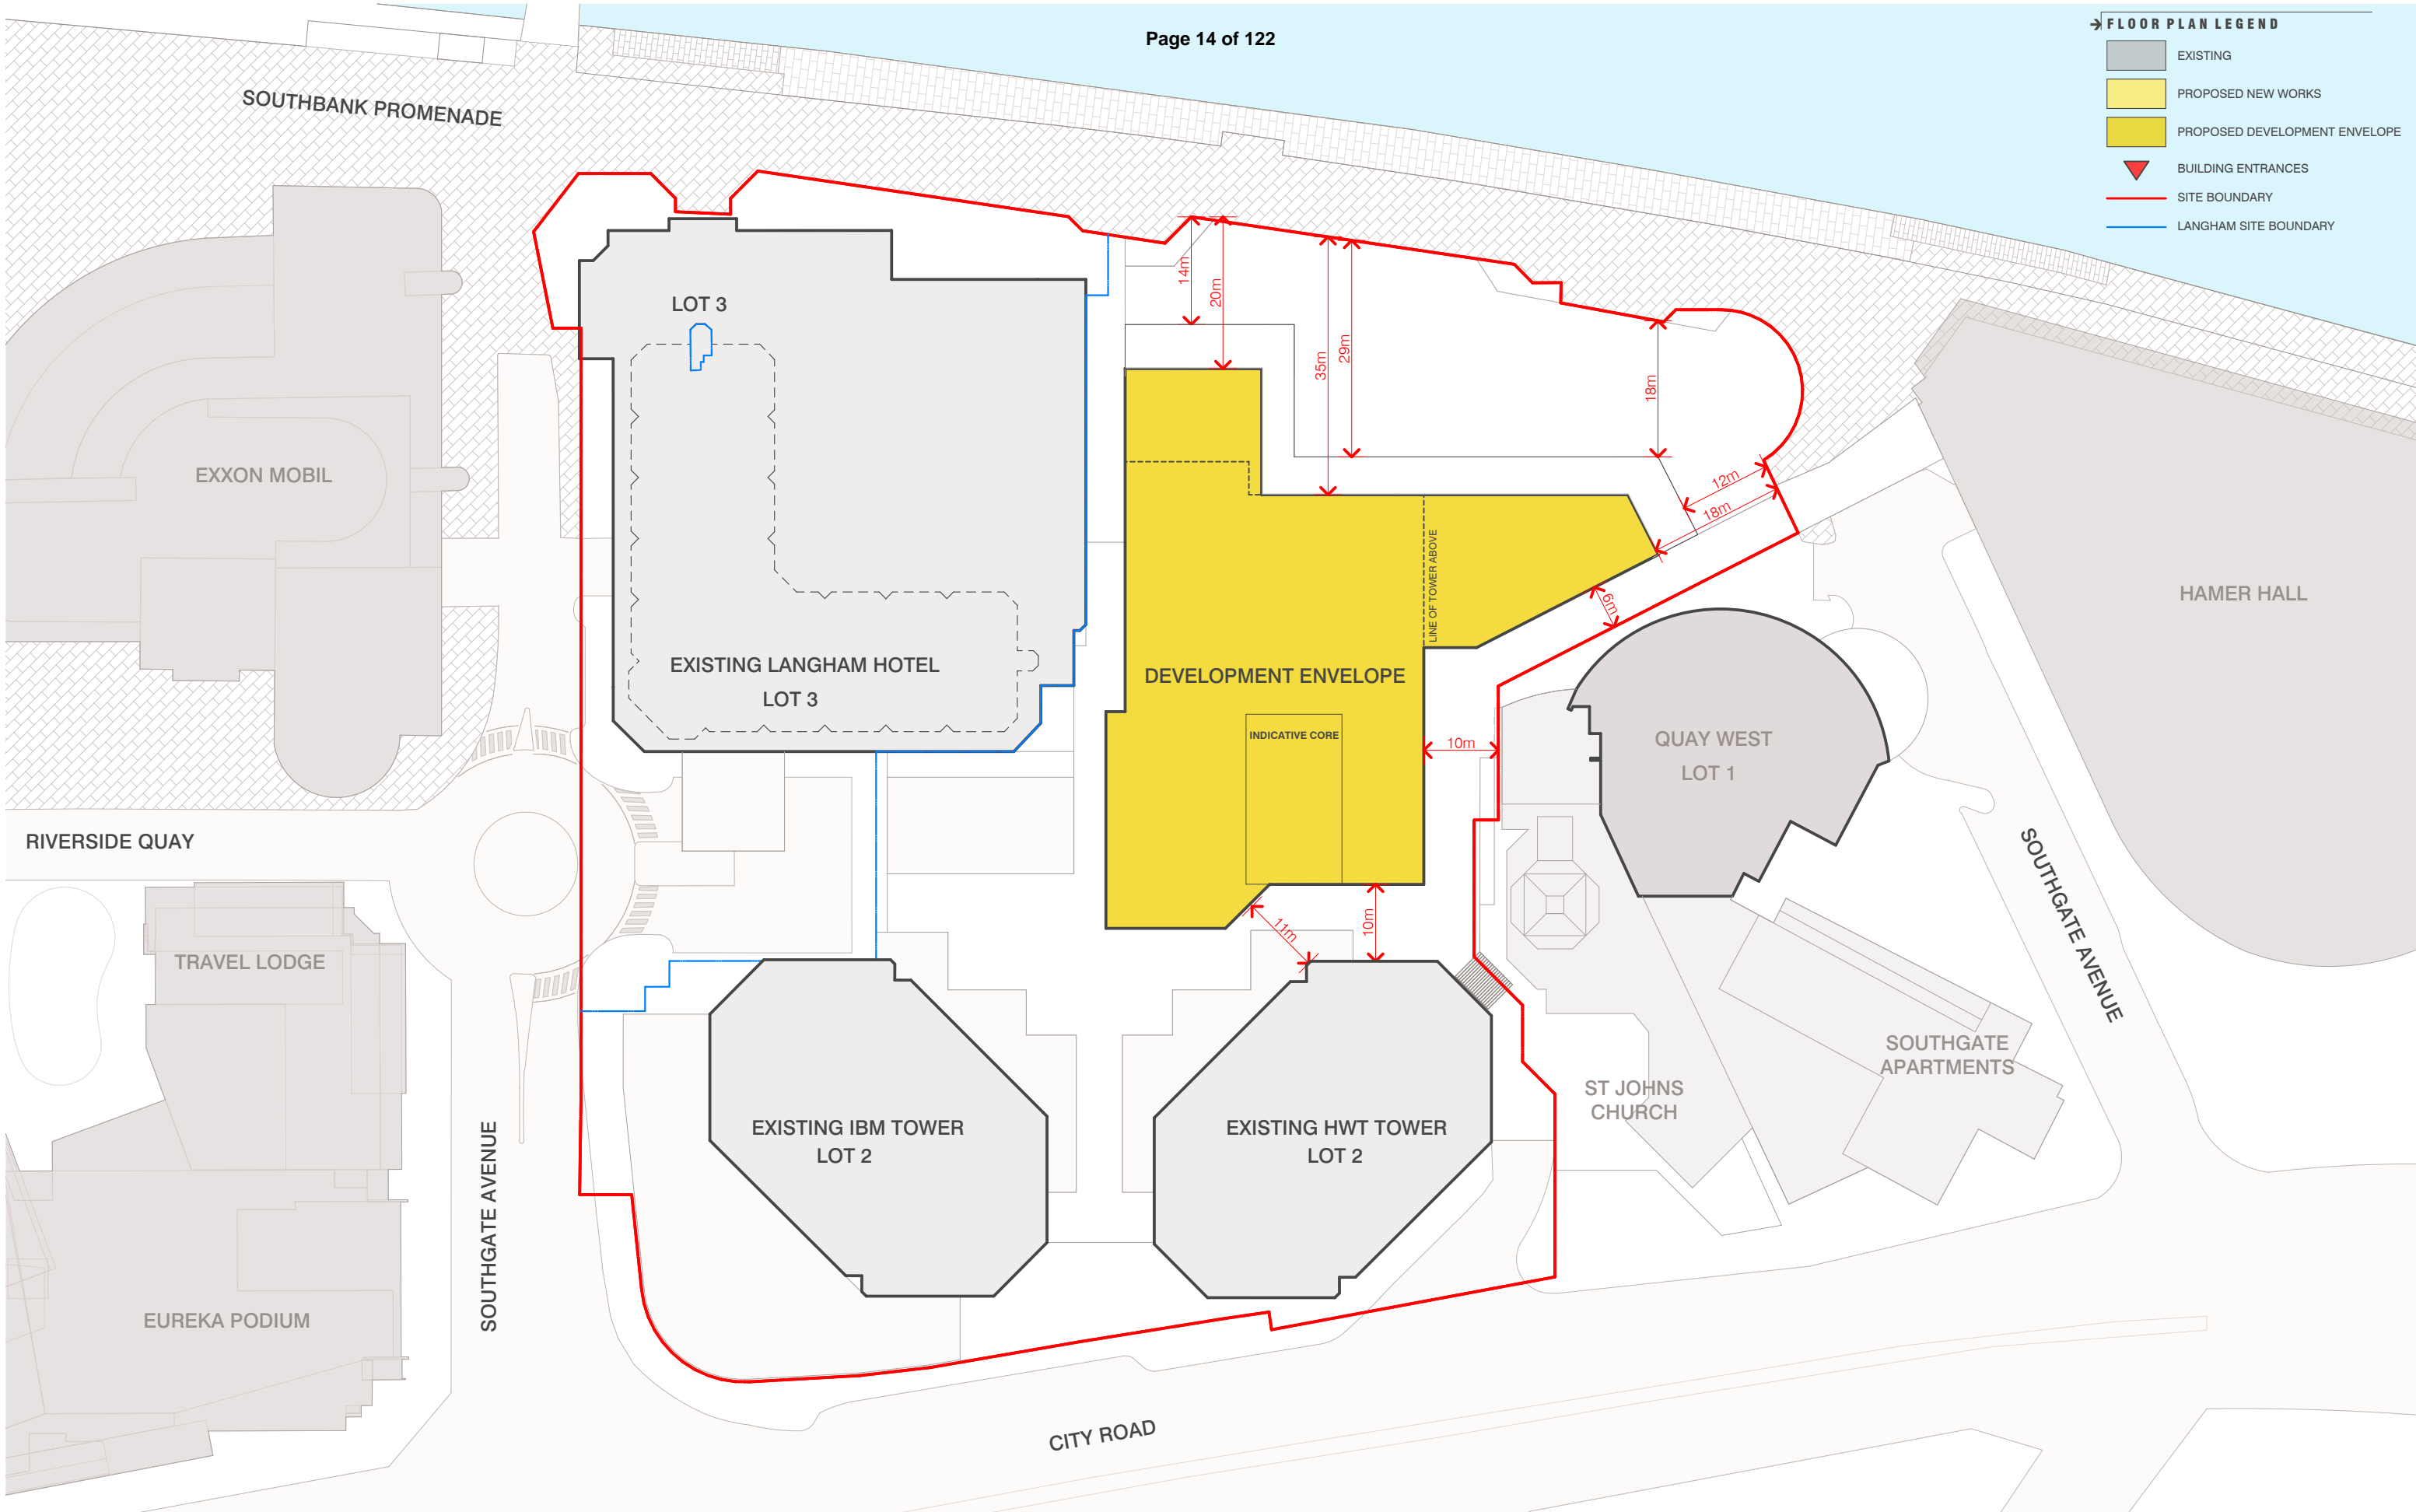 Page 14 of 122
FLOOR PLAN LEGEND
EXISTING
PROPOSED NEW WORKS
PROPOSED DEVELOPMENT ENVELOPE
BUILDING ENTRANCES
SITE BOUNDARY
LANGHAM SITE BOUNDARY
SOUTHBANK PROMENADE
LOT 3
14m
20m
35m
29m
18m
12m
18m
6m
EXXON MOBIL
HAMER HALL
LINE OF TOWER ABOVE
EXISTING LANGHAM HOTEL
LOT 3
DEVELOPMENT ENVELOPE
INDICATIVE CORE
10m
QUAY WEST
LOT 1
RIVERSIDE QUAY
SOUTHGATE AVENUE
11m
10m
TRAVEL LODGE
SOUTHGATE
APARTMENTS
ST JOHNS
CHURCH
EXISTING IBM TOWER
LOT 2
EXISTING HWT TOWER
LOT 2
SOUTHGATE AVENUE
EUREKA PODIUM
CITY ROAD